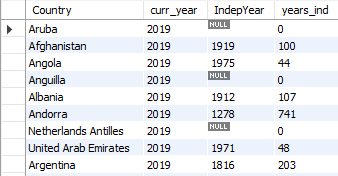 Country curr_year IndepYear years_ind
Aruba 2019 NULL 0
Afghanistan 2019 1919 100
Angola 2019 1975 44
Anguilla 2019 NULL 0
Albania 2019 1912 107
Andorra 2019 1278 741
Netherlands Antilles 2019 NULL 0
United Arab Emirates 2019 1971 48
Argentina 2019 1816 203